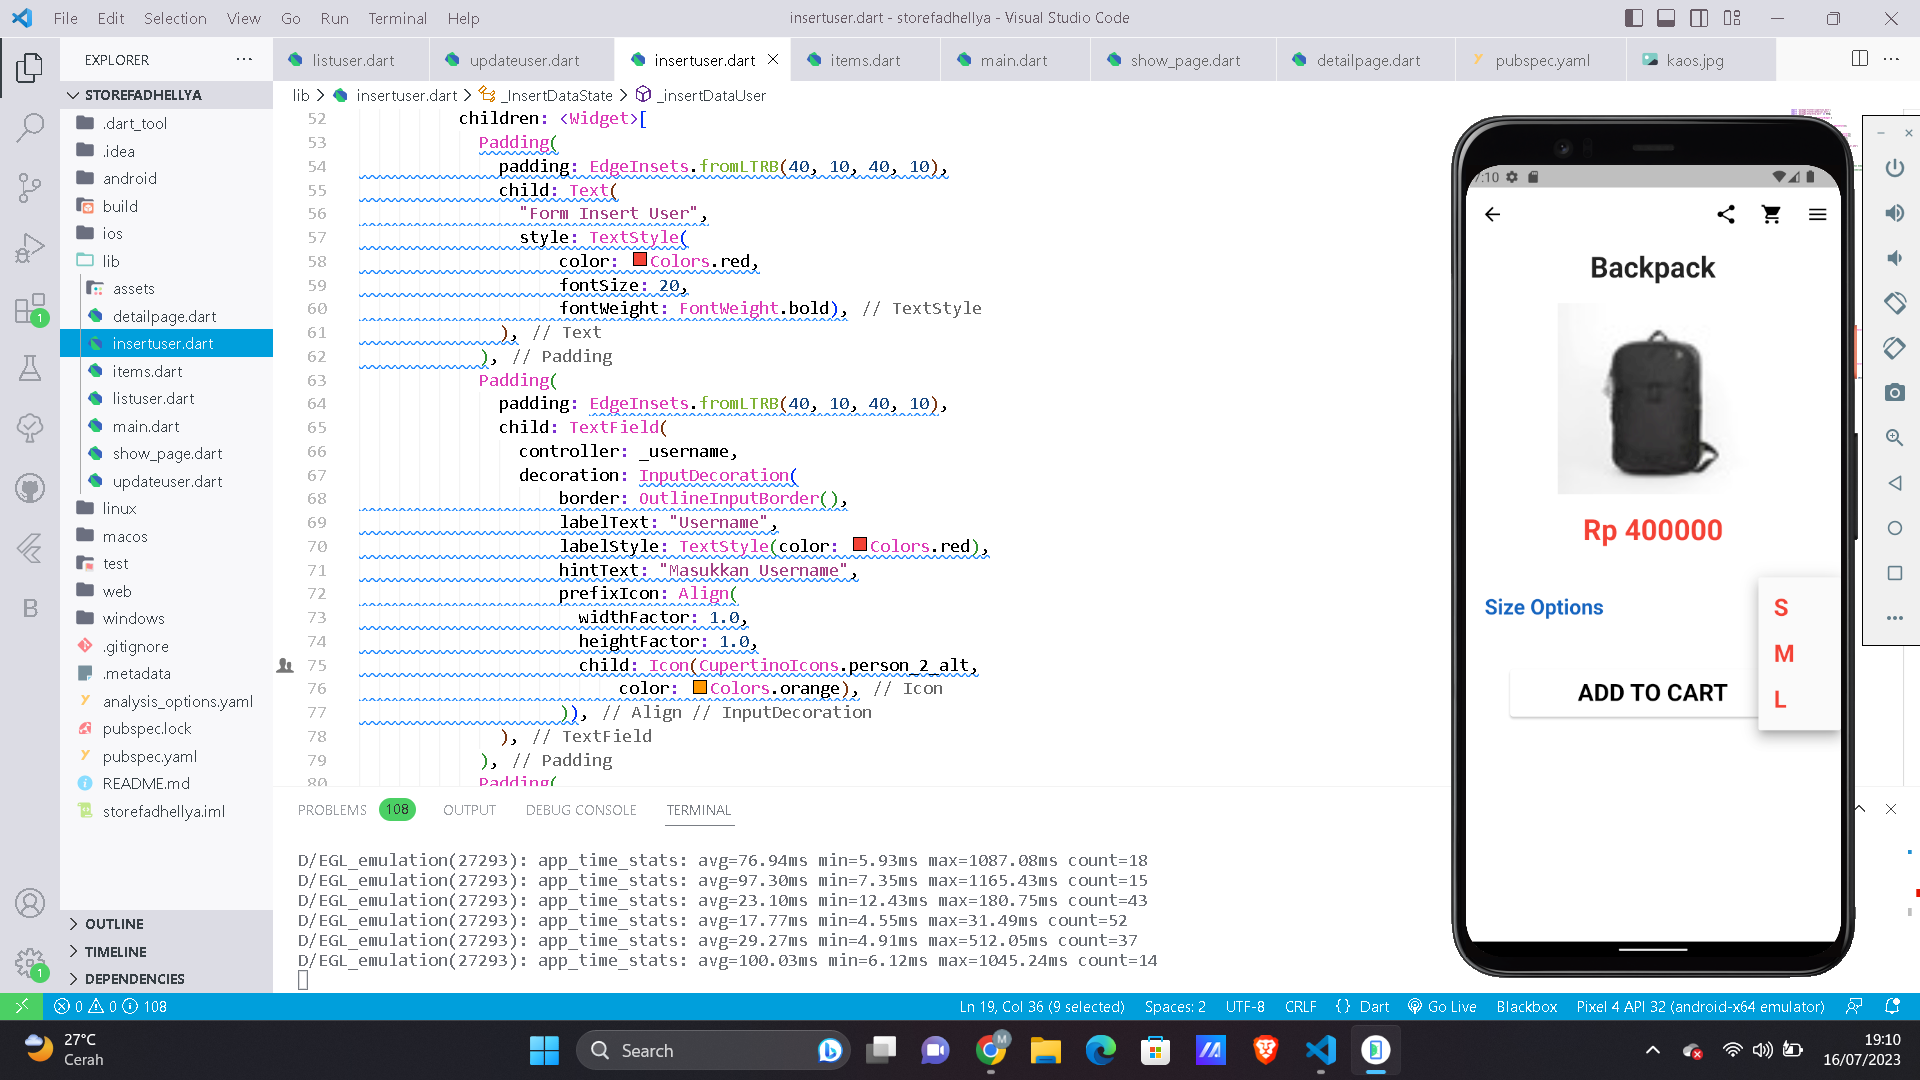 File Edit Selection View Go Run Terminal Help
insertuser.dart - storefadhellya - Visual Studio Code
EXPLORER
listuser.dart
updateuser.dart
insertuser.dart
items.dart
main.dart
show_page.dart
detailpage.dart
pubspec.yaml
kaos.jpg
STOREFADHELLYA
.dart_tool
.idea
android
build
ios
lib
assets
detailpage.dart
insertuser.dart
items.dart
listuser.dart
main.dart
show_page.dart
updateuser.dart
linux
macos
test
web
windows
.gitignore
.metadata
analysis_options.yaml
pubspec.lock
pubspec.yaml
README.md
storefadhellya.iml
OUTLINE
TIMELINE
DEPENDENCIES
1
B
1
lib > insertuser.dart > _InsertDataState > _insertDataUser
52 children: <Widget>[
53 Padding(
54 padding: EdgeInsets.fromLTRB(40, 10, 40, 10),
55 child: Text(
56 "Form Insert User",
57 style: TextStyle(
58 color: Colors.red,
59 fontSize: 20,
60 fontWeight: FontWeight.bold), // TextStyle
61 ), // Text
62 ), // Padding
63 Padding(
64 padding: EdgeInsets.fromLTRB(40, 10, 40, 10),
65 child: TextField(
66 controller: _username,
67 decoration: InputDecoration(
68 border: OutlineInputBorder(),
69 labelText: "Username",
70 labelStyle: TextStyle(color: Colors.red),
71 hintText: "Masukkan Username",
72 prefixIcon: Align(
73 widthFactor: 1.0,
74 heightFactor: 1.0,
75 child: Icon(CupertinoIcons.person_2_alt,
76 color: Colors.orange), // Icon
77 )), // Align // InputDecoration
78 ), // TextField
79 ), // Padding
80 Padding(
PROBLEMS 108 OUTPUT DEBUG CONSOLE TERMINAL
D/EGL_emulation(27293): app_time_stats: avg=76.94ms min=5.93ms max=1087.08ms count=18
D/EGL_emulation(27293): app_time_stats: avg=97.30ms min=7.35ms max=1165.43ms count=15
D/EGL_emulation(27293): app_time_stats: avg=23.10ms min=12.43ms max=180.75ms count=43
D/EGL_emulation(27293): app_time_stats: avg=17.77ms min=4.55ms max=31.49ms count=52
D/EGL_emulation(27293): app_time_stats: avg=29.27ms min=4.91ms max=512.05ms count=37
D/EGL_emulation(27293): app_time_stats: avg=100.03ms min=6.12ms max=1045.24ms count=14
7:10
Backpack
Rp 400000
Size Options
S
M
L
ADD TO CART
0 0 108
Ln 19, Col 36 (9 selected) Spaces: 2 UTF-8 CRLF {} Dart Go Live Blackbox Pixel 4 API 32 (android-x64 emulator)
27°C
Cerah
Search
M
19:10
16/07/2023